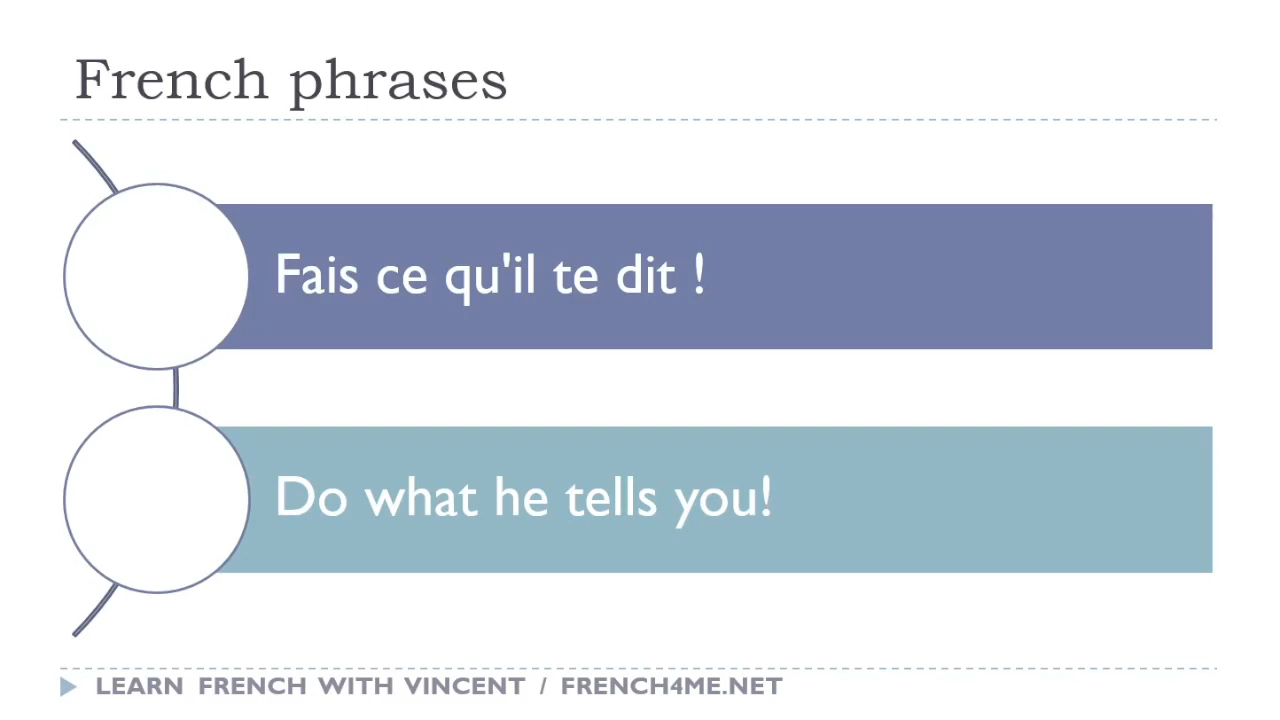 French phrases
Fais ce qu'il te dit !
Do what he tells you!
LEARN FRENCH WITH VINCENT / FRENCH4ME.NET